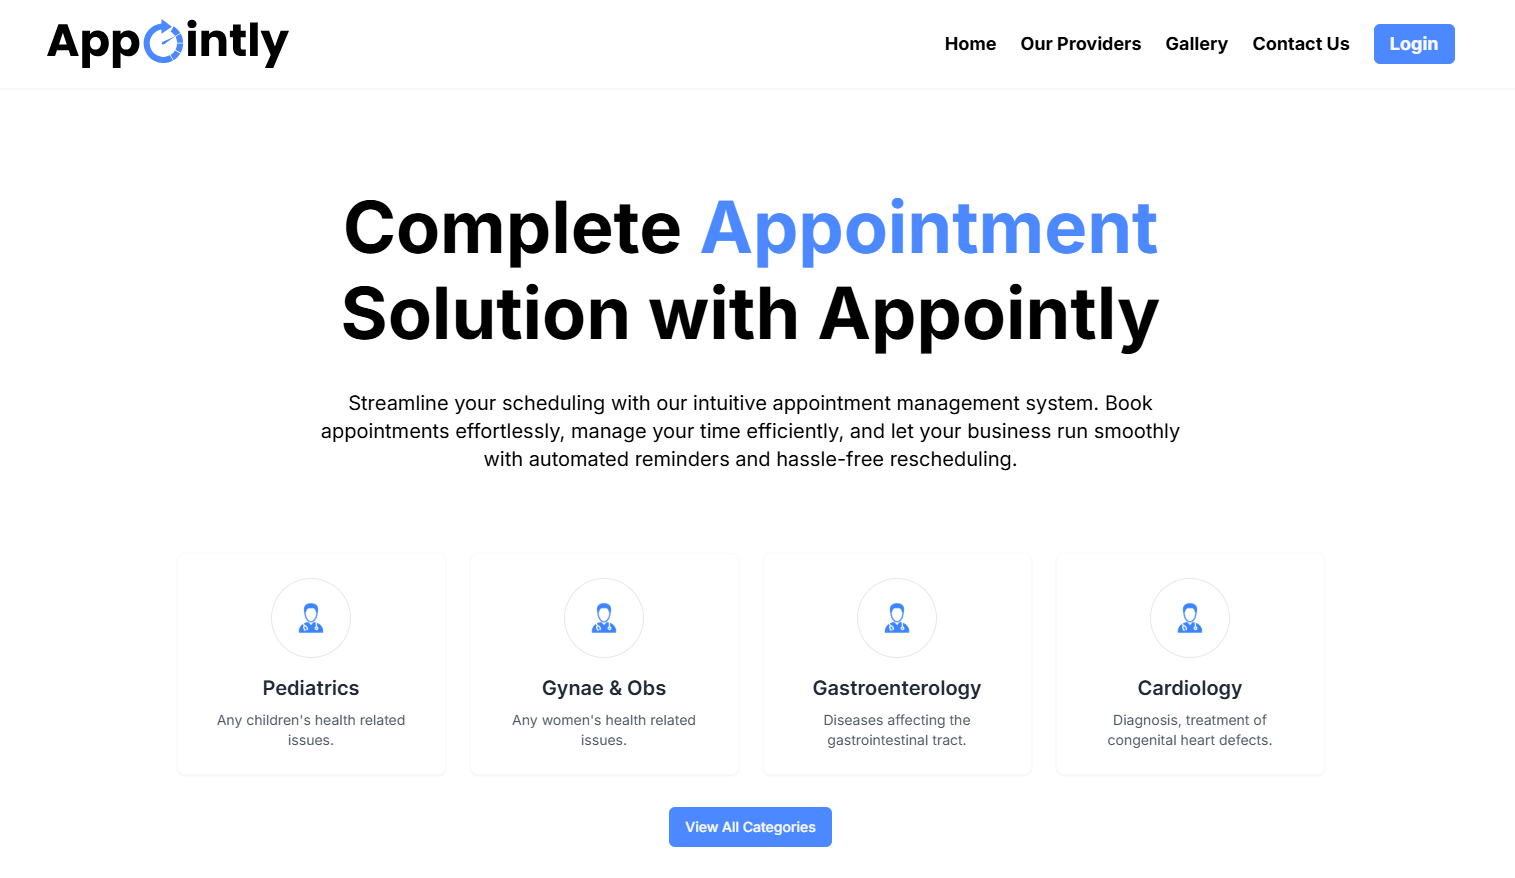 Appointly
Home Our Providers Gallery Contact Us Login
Complete Appointment
Solution with Appointly
Streamline your scheduling with our intuitive appointment management system. Book
appointments effortlessly, manage your time efficiently, and let your business run smoothly
with automated reminders and hassle-free rescheduling.
Pediatrics
Any children's health related
issues.
Gynae & Obs
Any women's health related
issues.
Gastroenterology
Diseases affecting the
gastrointestinal tract.
Cardiology
Diagnosis, treatment of
congenital heart defects.
View All Categories